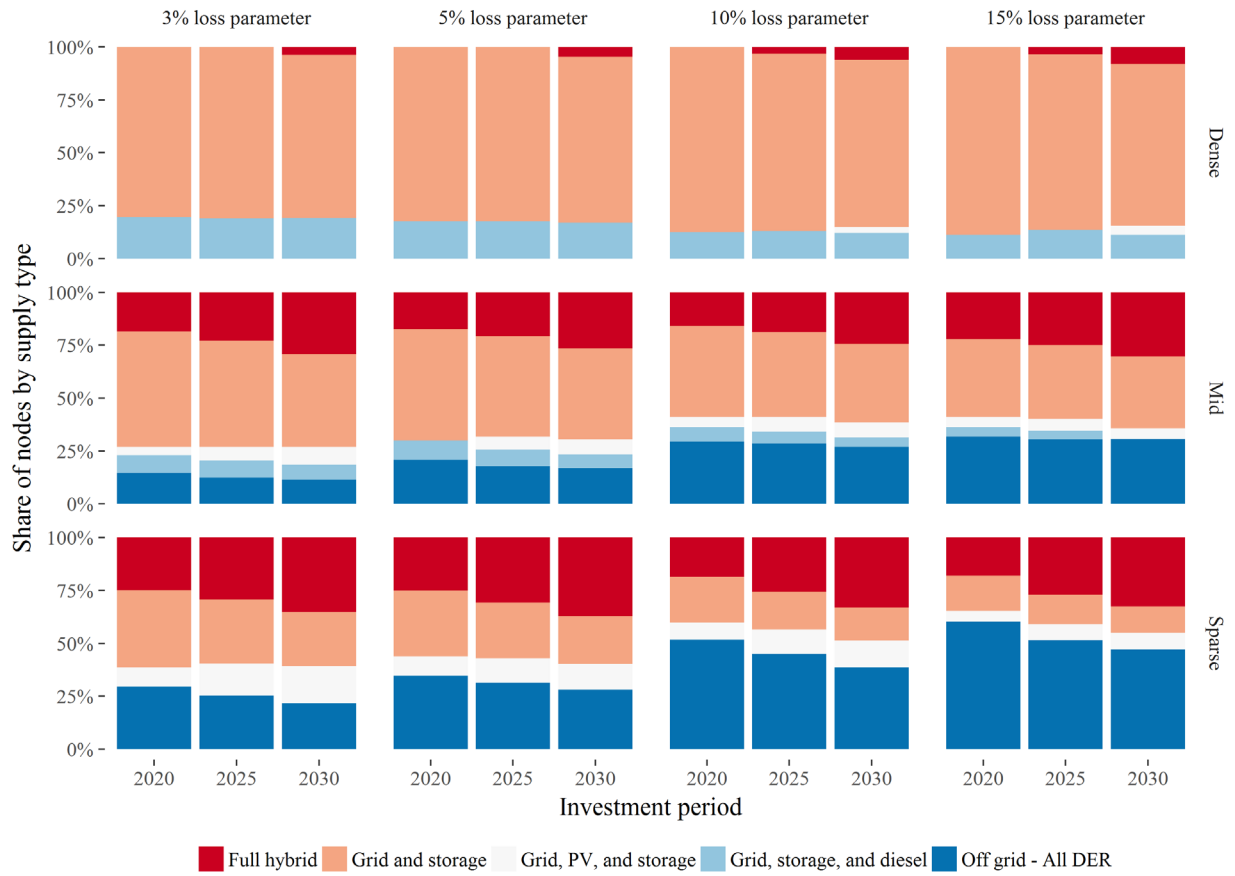 3% loss parameter 5% loss parameter 10% loss parameter 15% loss parameter
100%
75%
50%
25%
0%
Dense
100%
75%
50%
25%
0%
Mid
100%
75%
50%
25%
0%
Sparse
Share of nodes by supply type
2020 2025 2030 2020 2025 2030 2020 2025 2030 2020 2025 2030
Investment period
Full hybrid Grid and storage Grid, PV, and storage Grid, storage, and diesel Off grid - All DER